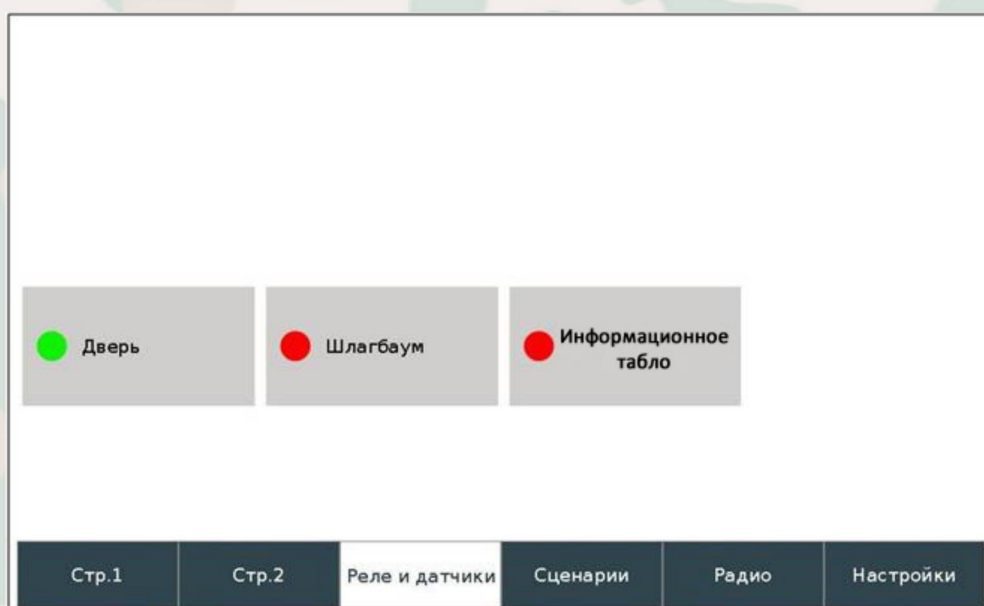 Дверь
Шлагбаум
Информационное
табло
Стр.1
Стр.2
Реле и датчики
Сценарии
Радио
Настройки